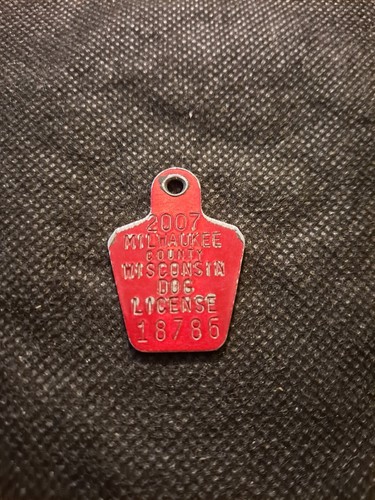 2007
MILWAUKEE
COUNTY
WISCONSIN
DOG
LICENSE
18786